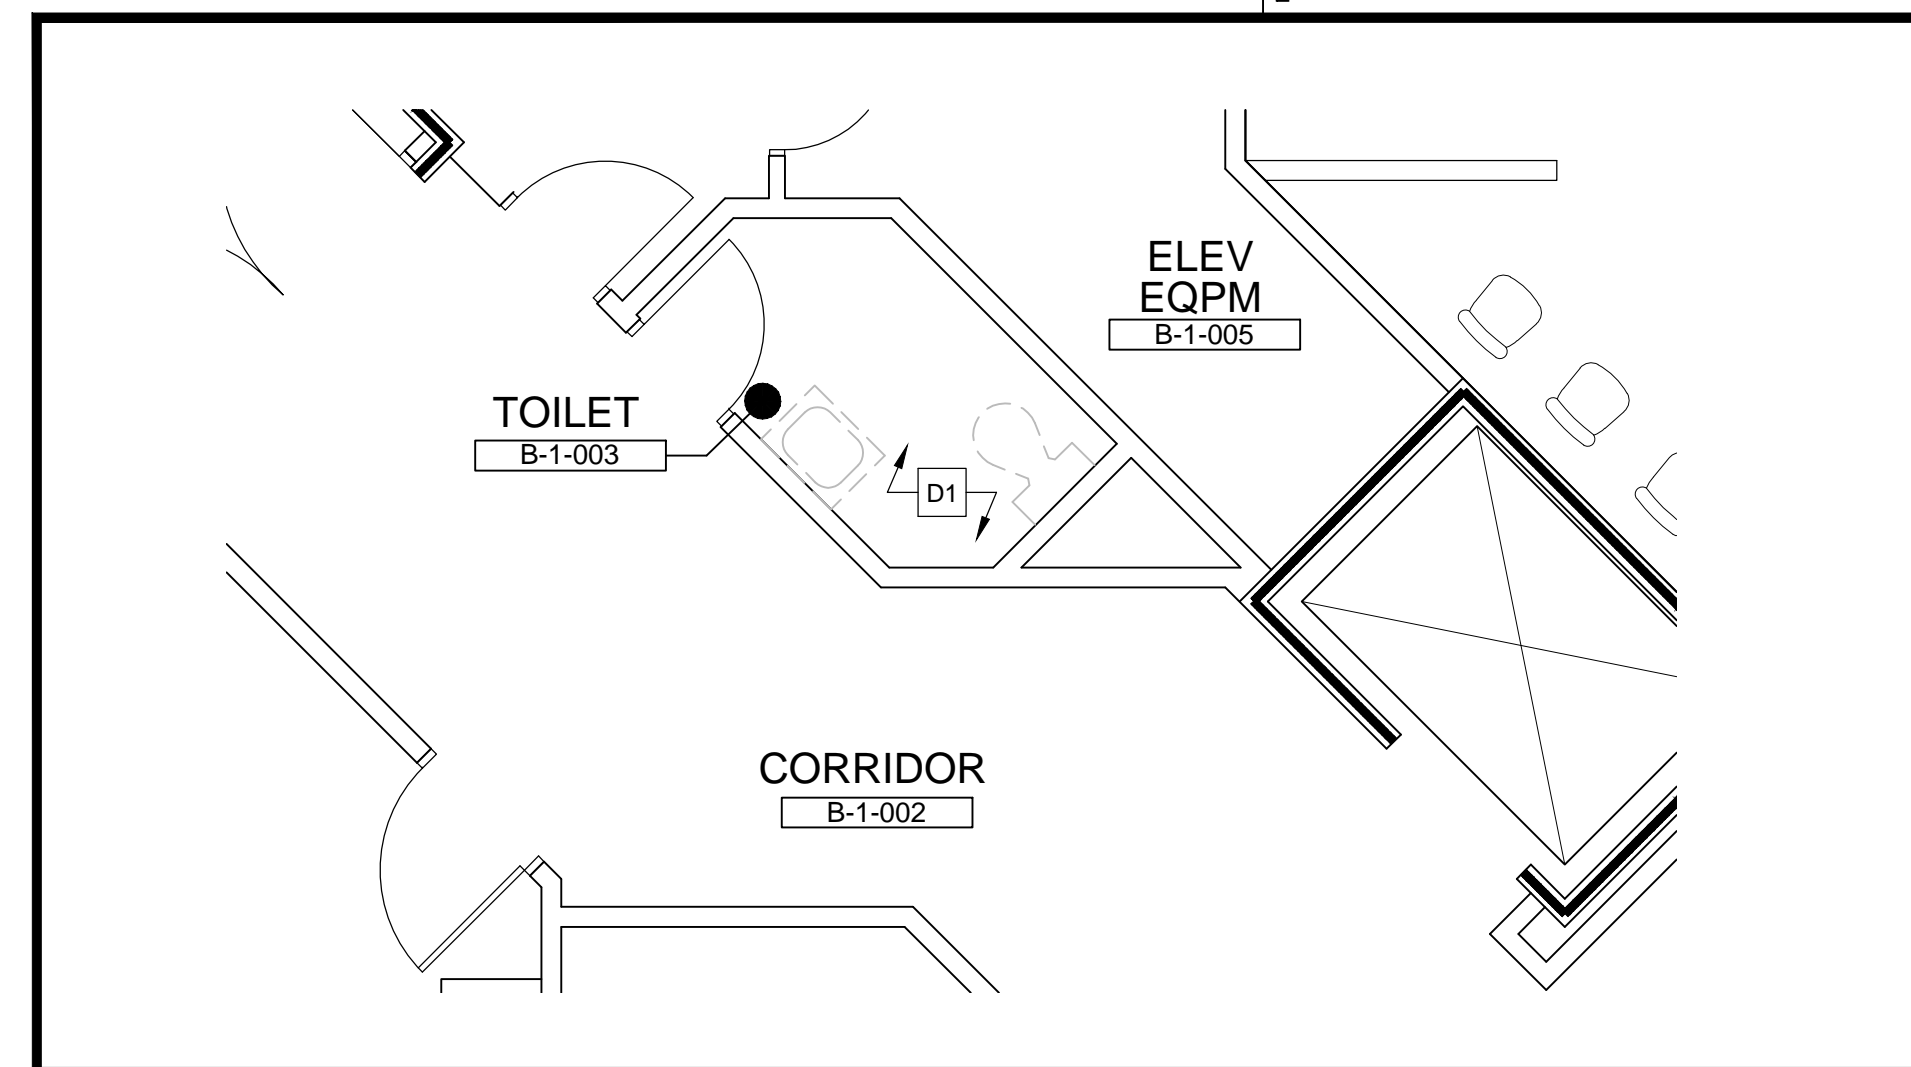 ELEV
EQPM
B-1-005
TOILET
B-1-003
D1
CORRIDOR
B-1-002